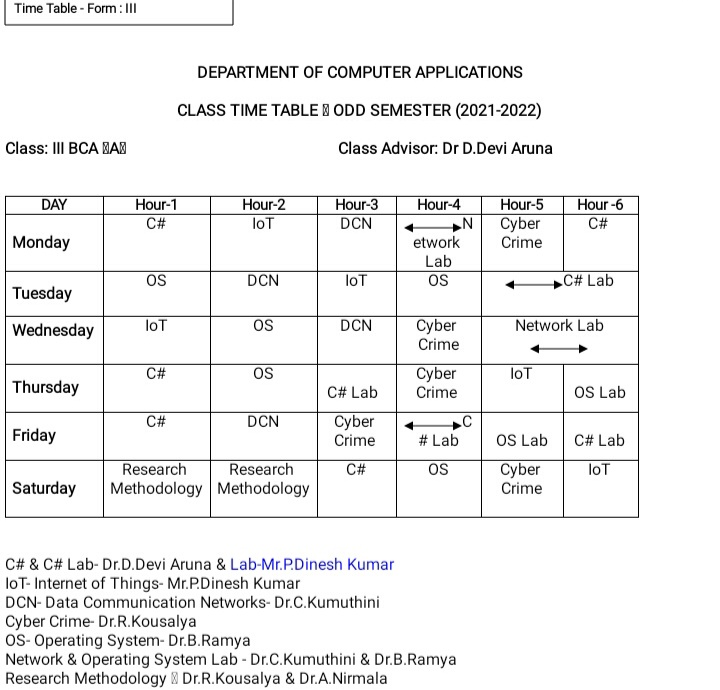 Time Table - Form : III
DEPARTMENT OF COMPUTER APPLICATIONS
CLASS TIME TABLE ODD SEMESTER (2021-2022)
Class: III BCA A Class Advisor: Dr D.Devi Aruna
DAY Hour-1 Hour-2 Hour-3 Hour-4 Hour-5 Hour -6
Monday C# IoT DCN Network Lab Cyber Crime C#
Tuesday OS DCN IoT OS C# Lab
Wednesday IoT OS DCN Cyber Crime Network Lab
Thursday C# OS C# Lab Cyber Crime IoT OS Lab
Friday C# DCN Cyber Crime C# Lab OS Lab C# Lab
Saturday Research Methodology Research Methodology C# OS Cyber Crime IoT
C# & C# Lab- Dr.D.Devi Aruna & Lab-Mr.P.Dinesh Kumar
IoT- Internet of Things- Mr.P.Dinesh Kumar
DCN- Data Communication Networks- Dr.C.Kumuthini
Cyber Crime- Dr.R.Kousalya
OS- Operating System- Dr.B.Ramya
Network & Operating System Lab - Dr.C.Kumuthini & Dr.B.Ramya
Research Methodology Dr.R.Kousalya & Dr.A.Nirmala